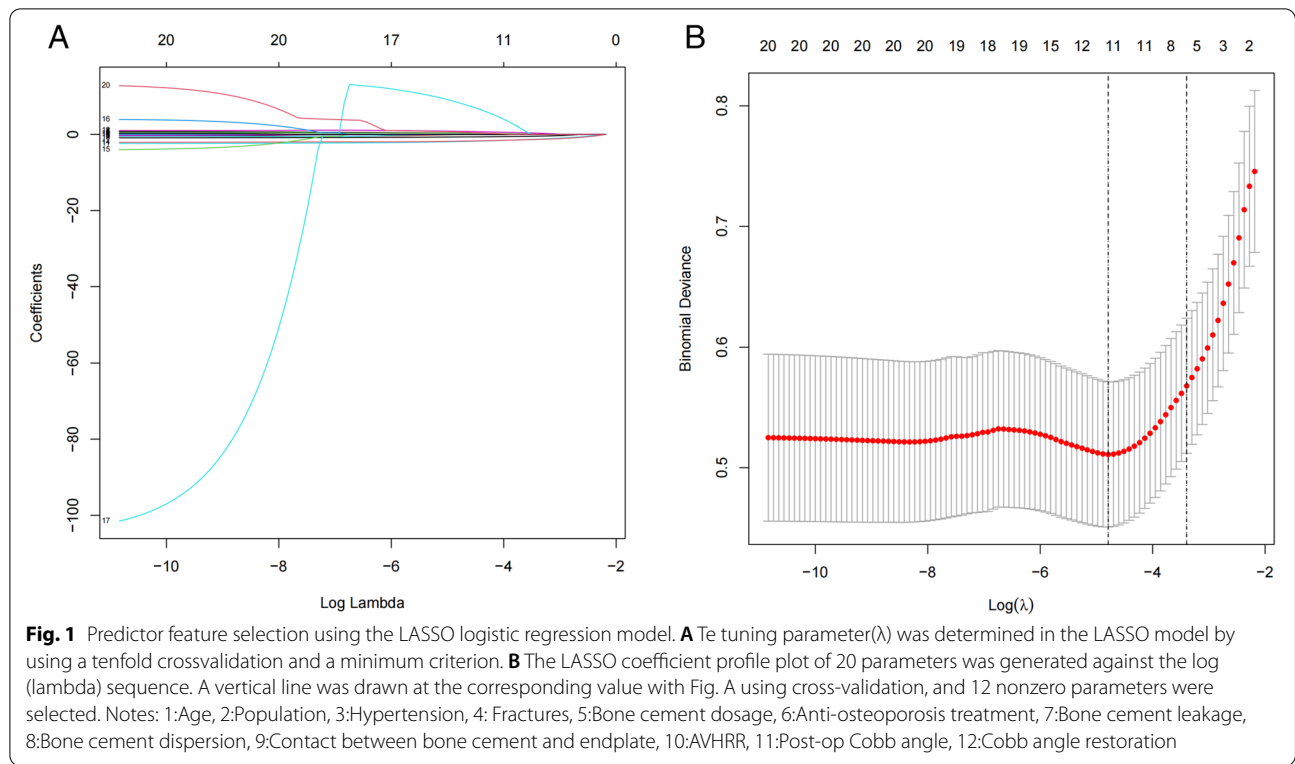 A
20 20 17 11 0
20
16
15
17
0
−20
−40
−60
−80
−100
Coefficients
−10 −8 −6 −4 −2
Log Lambda
B
20 20 20 20 20 20 19 18 19 15 12 11 11 8 5 3 2
0.8
0.7
0.6
0.5
Binomial Deviance
−10 −8 −6 −4 −2
Log(λ)
Fig. 1 Predictor feature selection using the LASSO logistic regression model. A Te tuning parameter(λ) was determined in the LASSO model by
using a tenfold crossvalidation and a minimum criterion. B The LASSO coefficient profile plot of 20 parameters was generated against the log
(lambda) sequence. A vertical line was drawn at the corresponding value with Fig. A using cross-validation, and 12 nonzero parameters were
selected. Notes: 1:Age, 2:Population, 3:Hypertension, 4: Fractures, 5:Bone cement dosage, 6:Anti-osteoporosis treatment, 7:Bone cement leakage,
8:Bone cement dispersion, 9:Contact between bone cement and endplate, 10:AVHRR, 11:Post-op Cobb angle, 12:Cobb angle restoration